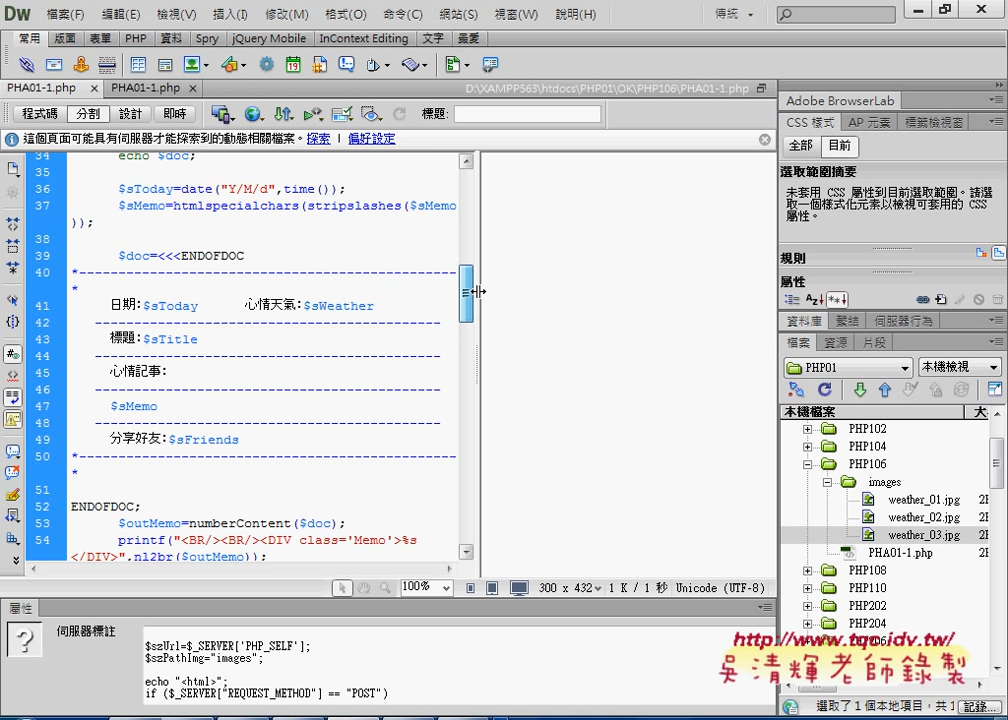 Dw 檔案(F) 編輯(E) 檢視(V) 插入(I) 修改(M) 格式(O) 命令(C) 網站(S) 視窗(W) 說明(H) 傳統
常用 版面 表單 PHP 資料 Spry jQuery Mobile InContext Editing 文字 最愛
PHA01-1.php × PHA01-1.php × D:\XAMPP563\htdocs\PHP01\OK\PHP106\PHA01-1.php
程式碼 分割 設計 即時 標題:
這個頁面可能具有伺服器才能探索到的動態相關檔案。 探索 偏好設定
34 echo $doc;
35
36 $sToday=date("Y/M/d",time());
37 $sMemo=htmlspecialchars(stripslashes($sMemo
));
38
39 $doc=<<<ENDOFDOC
40 *----------------------------------------------
*
41 日期:$sToday 心情天氣:$sWeather
42 ------------------------------------------
43 標題:$sTitle
44 ------------------------------------------
45 心情記事:
46 ------------------------------------------
47 $sMemo
48 ------------------------------------------
49 分享好友:$sFriends
50 *----------------------------------------------
*
51
52 ENDOFDOC;
53 $outMemo=numberContent($doc);
54 printf("<BR/><BR/><DIV class='Memo'>%s
</DIV>",nl2br($outMemo));
100% 300 x 432 1 K / 1 秒 Unicode (UTF-8)
屬性
伺服器標註
$szUrl=$_SERVER['PHP_SELF'];
$szPathImg="images";
echo "<html>";
if ($_SERVER["REQUEST_METHOD"] == "POST")
Adobe BrowserLab
CSS 樣式 AP 元素 標籤檢視窗
全部 目前
選取範圍摘要
未套用 CSS 屬性到目前選取範圍。請選
取一個樣式化元素以檢視可套用的 CSS
屬性。
規則
屬性
資料庫 繫結 伺服器行為
檔案 資源 片段
PHP01 本機檢視
本機檔案 大
PHP102
PHP104
PHP106
images
weather_01.jpg
weather_02.jpg
weather_03.jpg
PHA01-1.php
PHP108
PHP110
PHP202
PHP204
http://www.tqq.idv.tw/
吳清輝老師錄製
選取了 1 個本地項目，共 1 記錄...